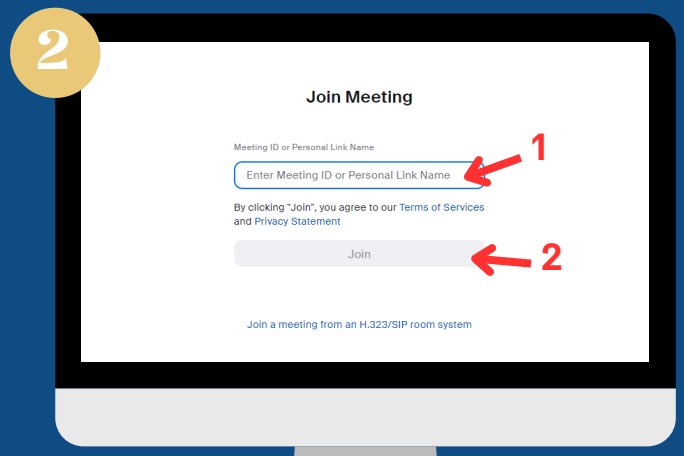 2
Join Meeting
Meeting ID or Personal Link Name
Enter Meeting ID or Personal Link Name
1
By clicking "Join", you agree to our Terms of Services
and Privacy Statement
Join
2
Join a meeting from an H.323/SIP room system